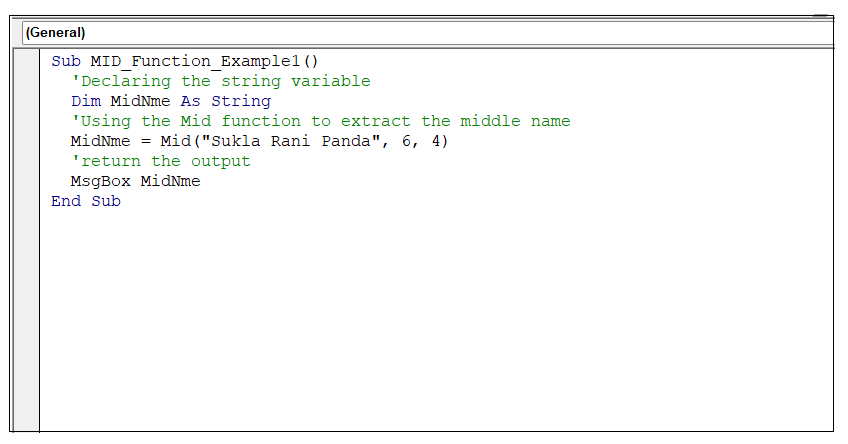 (General)
Sub MID_Function_Example1()
'Declaring the string variable
Dim MidNme As String
'Using the Mid function to extract the middle name
MidNme = Mid("Sukla Rani Panda", 6, 4)
'return the output
MsgBox MidNme
End Sub